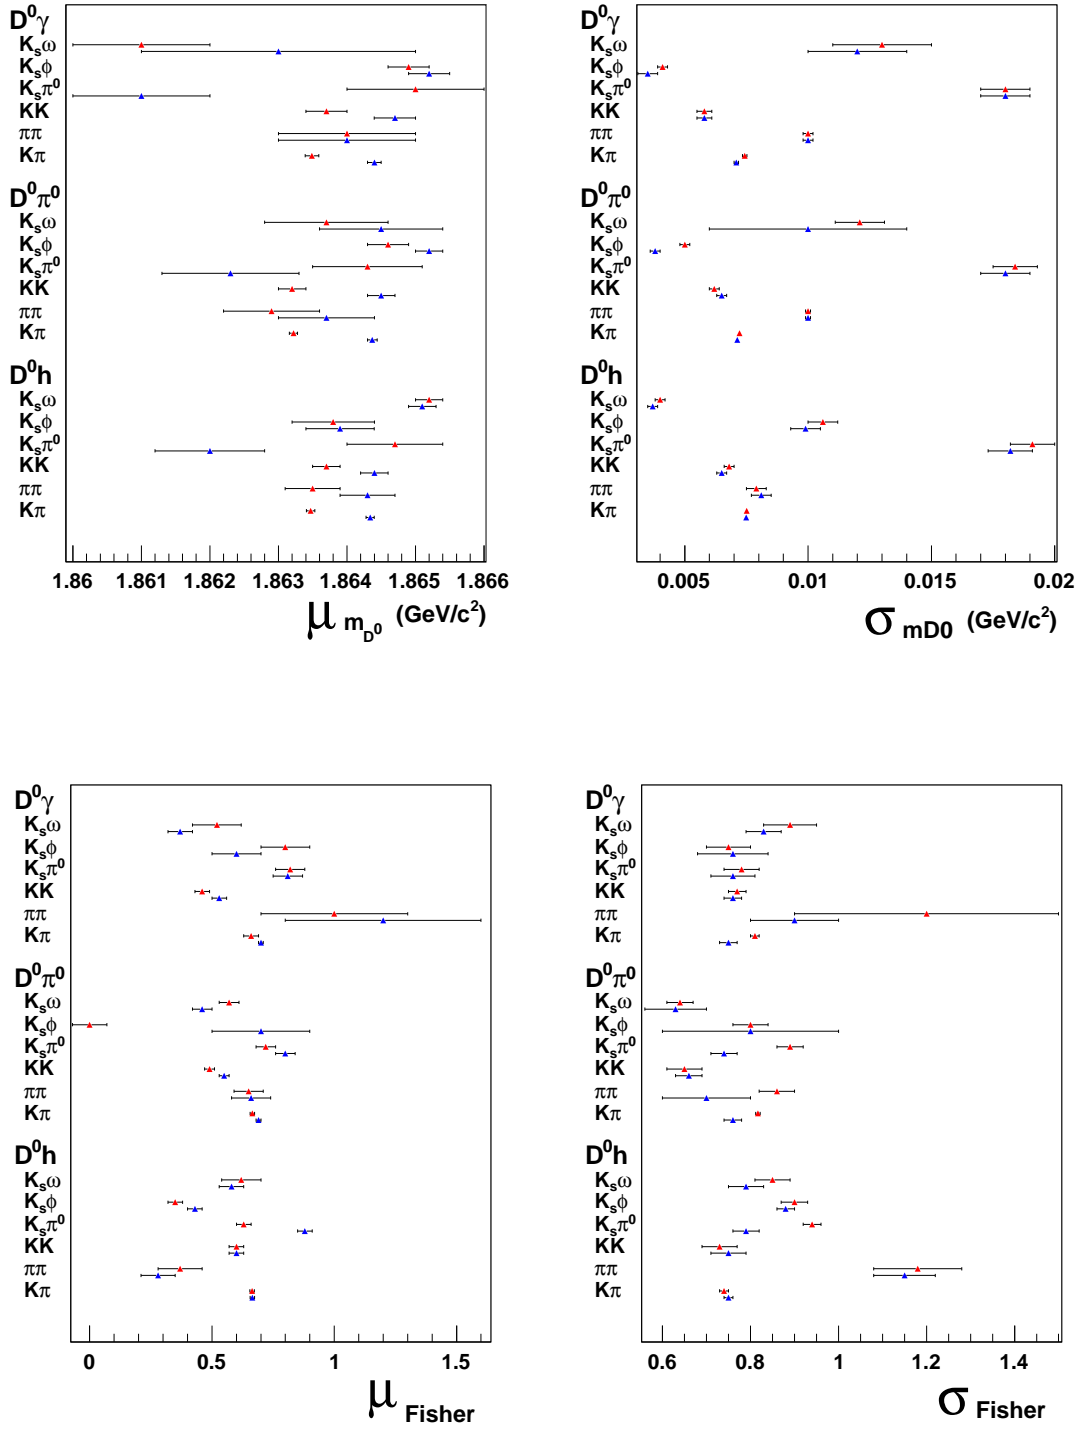 D⁰γ
Kₛω
Kₛϕ
Kₛπ⁰
KK
ππ
Kπ
D⁰π⁰
Kₛω
Kₛϕ
Kₛπ⁰
KK
ππ
Kπ
D⁰h
Kₛω
Kₛϕ
Kₛπ⁰
KK
ππ
Kπ
1.86 1.861 1.862 1.863 1.864 1.865 1.866
μ m_D⁰ (GeV/c²)
D⁰γ
Kₛω
Kₛϕ
Kₛπ⁰
KK
ππ
Kπ
D⁰π⁰
Kₛω
Kₛϕ
Kₛπ⁰
KK
ππ
Kπ
D⁰h
Kₛω
Kₛϕ
Kₛπ⁰
KK
ππ
Kπ
0.005 0.01 0.015 0.02
σ mD0 (GeV/c²)
D⁰γ
Kₛω
Kₛϕ
Kₛπ⁰
KK
ππ
Kπ
D⁰π⁰
Kₛω
Kₛϕ
Kₛπ⁰
KK
ππ
Kπ
D⁰h
Kₛω
Kₛϕ
Kₛπ⁰
KK
ππ
Kπ
0 0.5 1 1.5
μ Fisher
D⁰γ
Kₛω
Kₛϕ
Kₛπ⁰
KK
ππ
Kπ
D⁰π⁰
Kₛω
Kₛϕ
Kₛπ⁰
KK
ππ
Kπ
D⁰h
Kₛω
Kₛϕ
Kₛπ⁰
KK
ππ
Kπ
0.6 0.8 1 1.2 1.4
σ Fisher